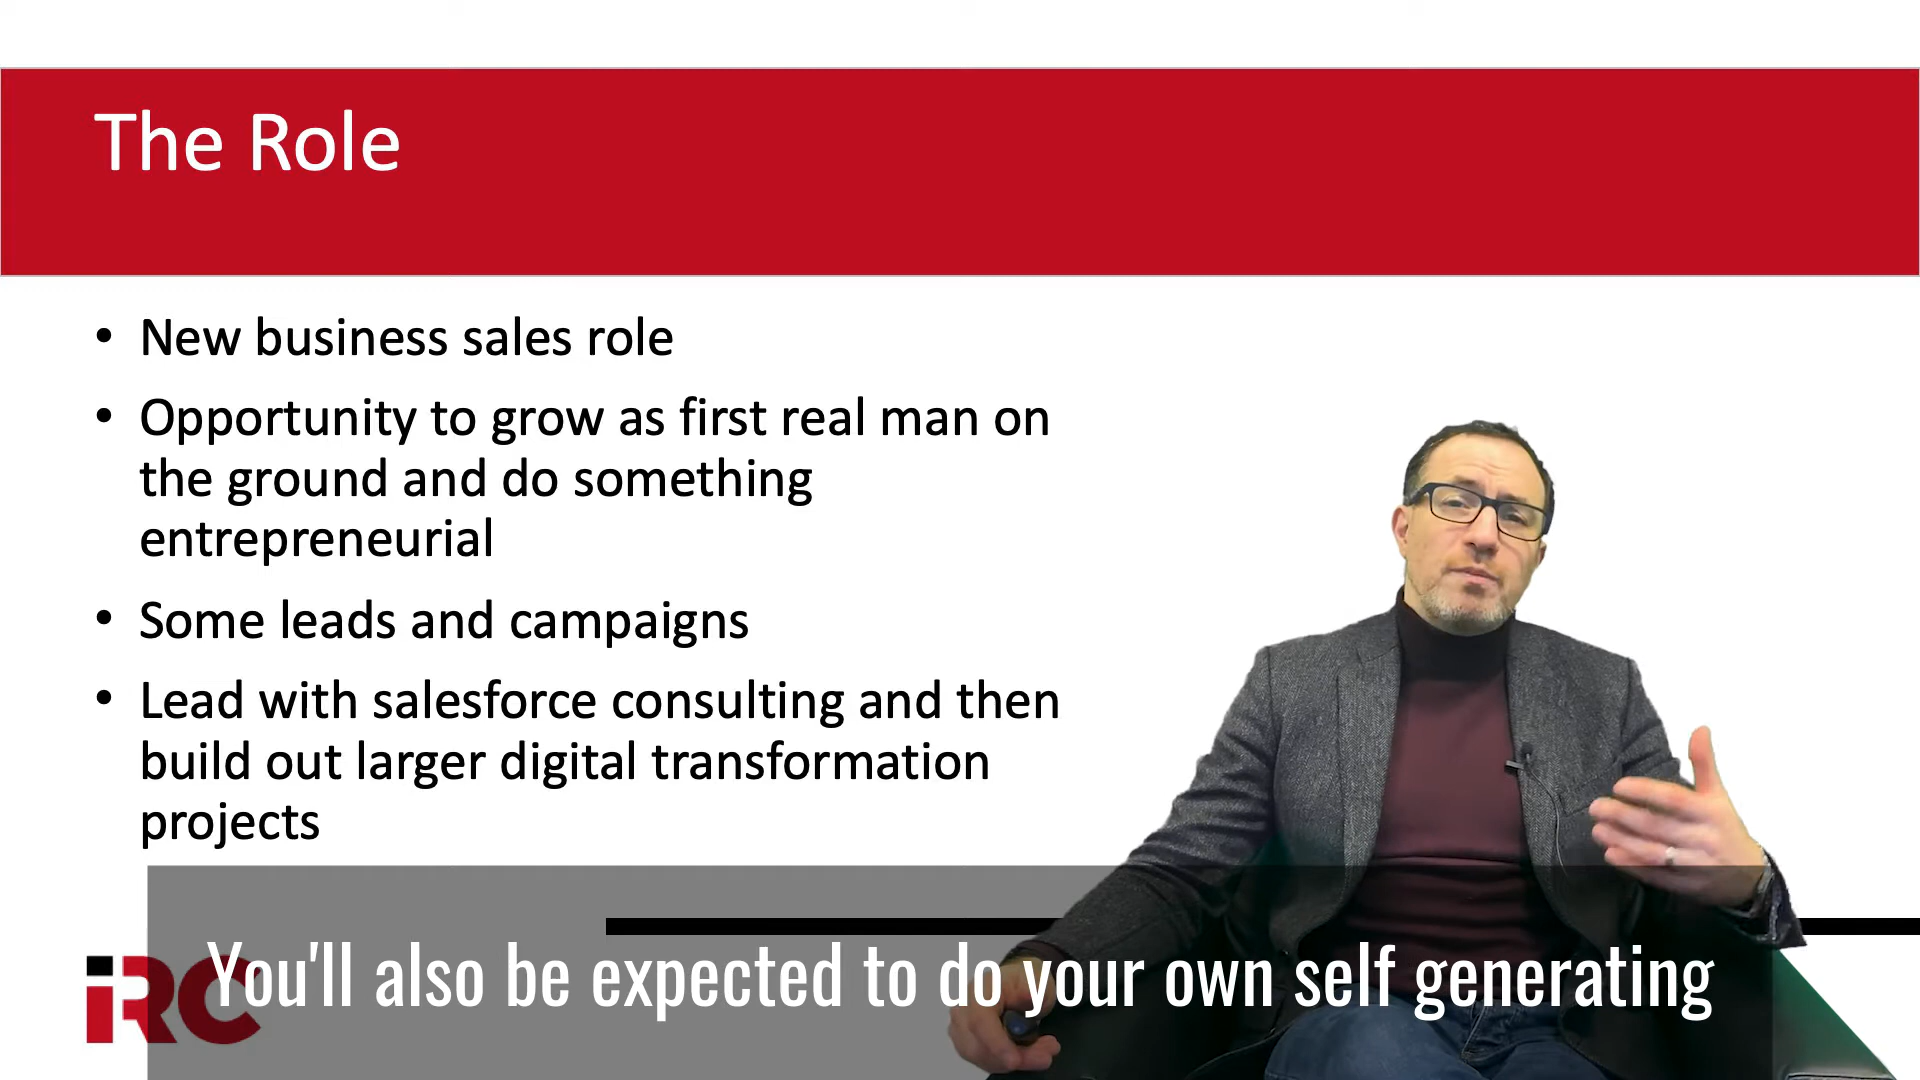 The Role
• New business sales role
• Opportunity to grow as first real man on
the ground and do something
entrepreneurial
• Some leads and campaigns
• Lead with salesforce consulting and then
build out larger digital transformation
projects
iRC
You'll also be expected to do your own self generating